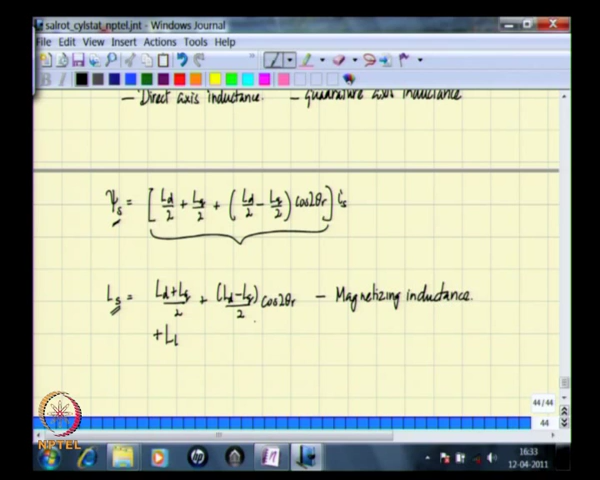 salrot_cylstat_nptel.jnt - Windows Journal
File Edit View Insert Actions Tools Help
- Direct axis inductance. - Quadrature axis inductance
Ψs = [ Ld/2 + Lq/2 + ( Ld/2 - Lq/2 ) cos2θr ] is
Ls = Ld+Lq/2 + (Ld-Lq)/2 cos2θr - Magnetizing inductance.
+Ll
44/44
44
NPTEL
16:33
12-04-2011